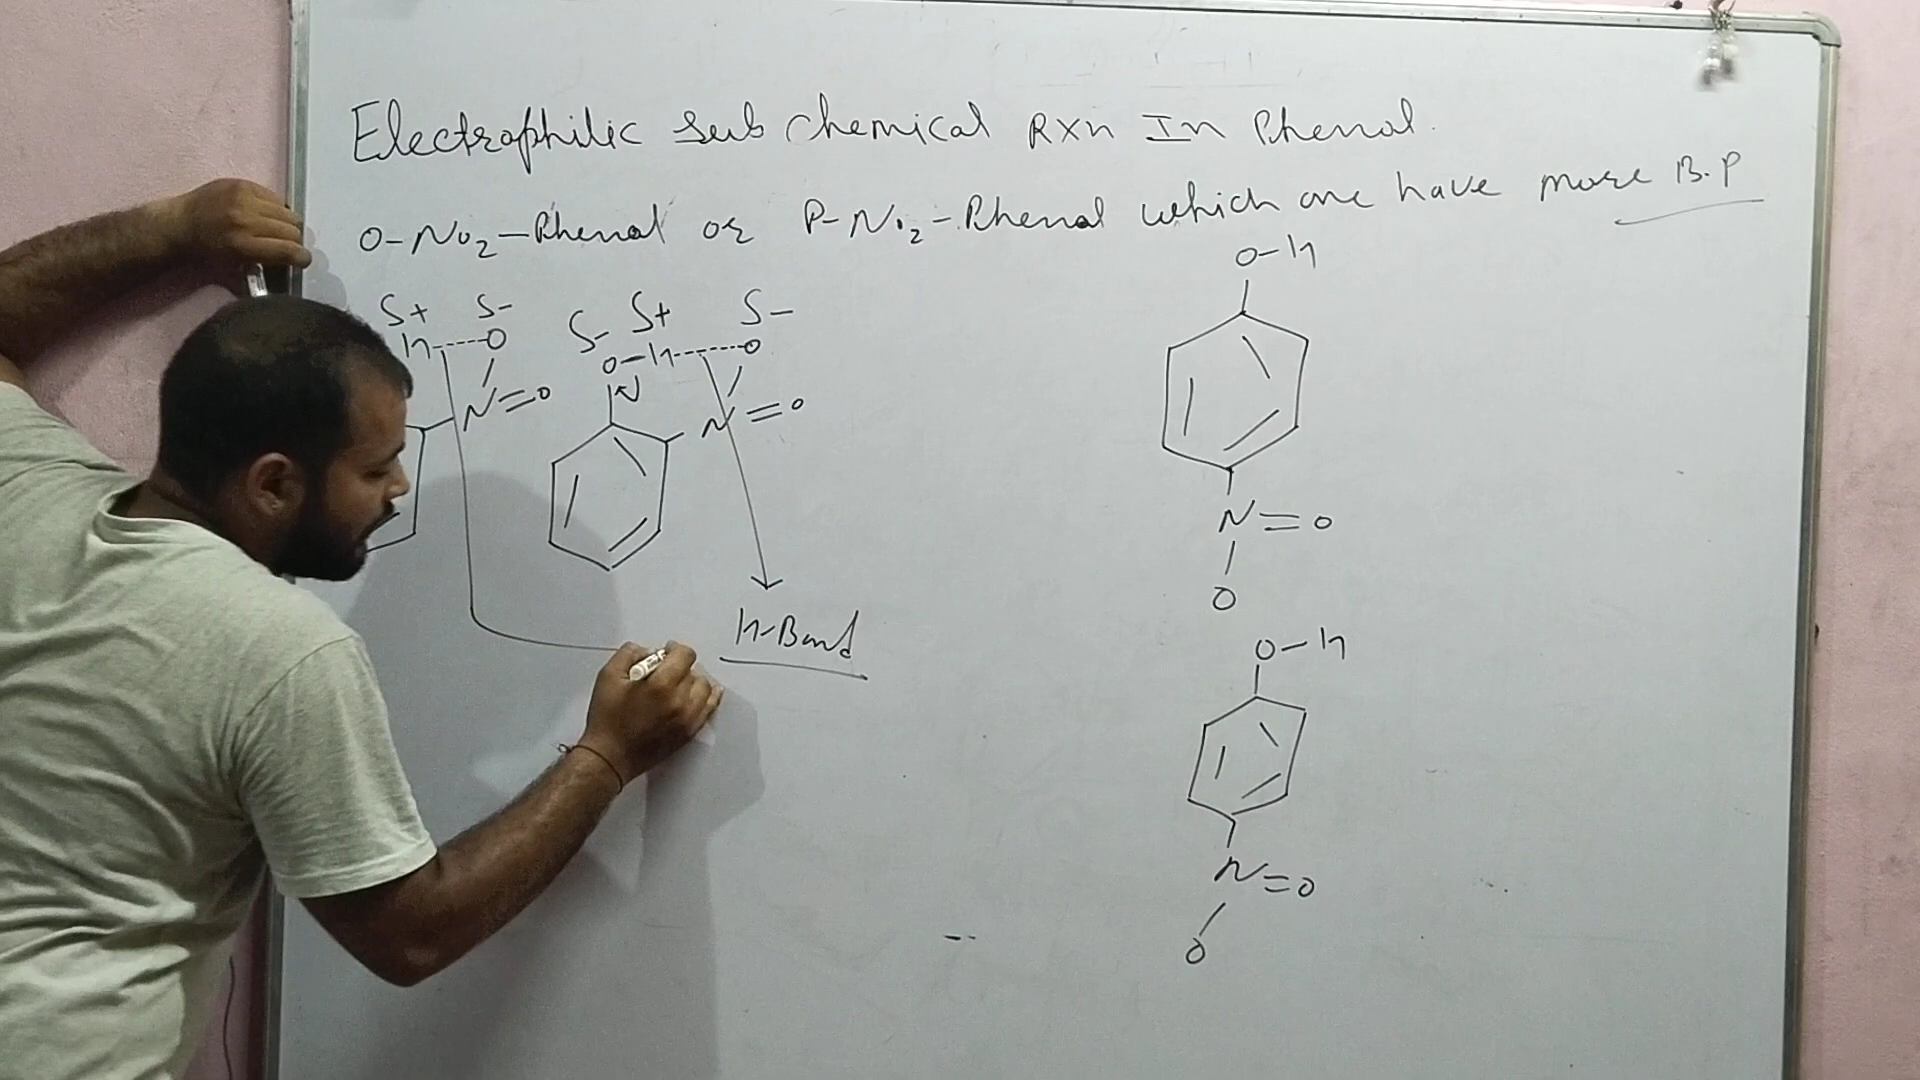 Electrophilic Sub Chemical Rxn In Phenol.
O-NO2-Phenol or P-NO2-Phenol which one have more B.P
O-H
S+ S- S- S+ S-
H-----O O-H-----O
N=O N=O
N=O
O
H-Bond
O-H
N=O
O